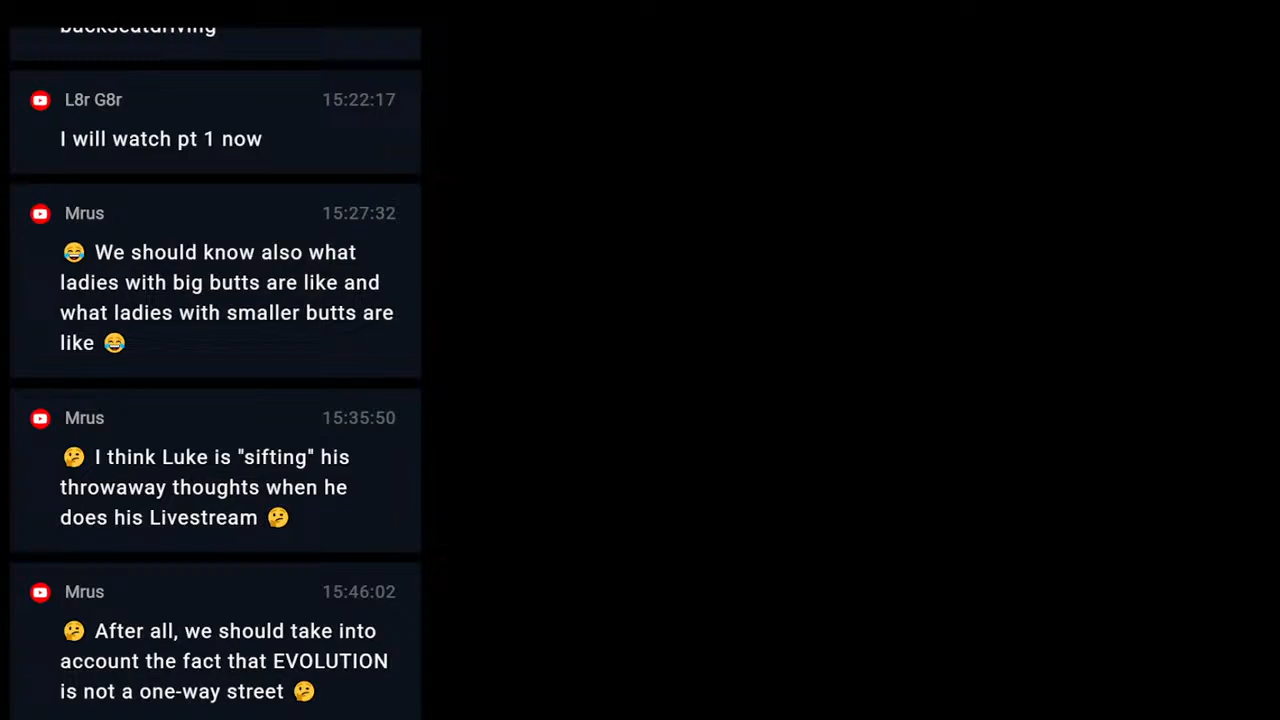 backseatdriving
L8r G8r 15:22:17
I will watch pt 1 now
Mrus 15:27:32
😂 We should know also what
ladies with big butts are like and
what ladies with smaller butts are
like 😂
Mrus 15:35:50
🤔 I think Luke is "sifting" his
throwaway thoughts when he
does his Livestream 🤔
Mrus 15:46:02
🤔 After all, we should take into
account the fact that EVOLUTION
is not a one-way street 🤔